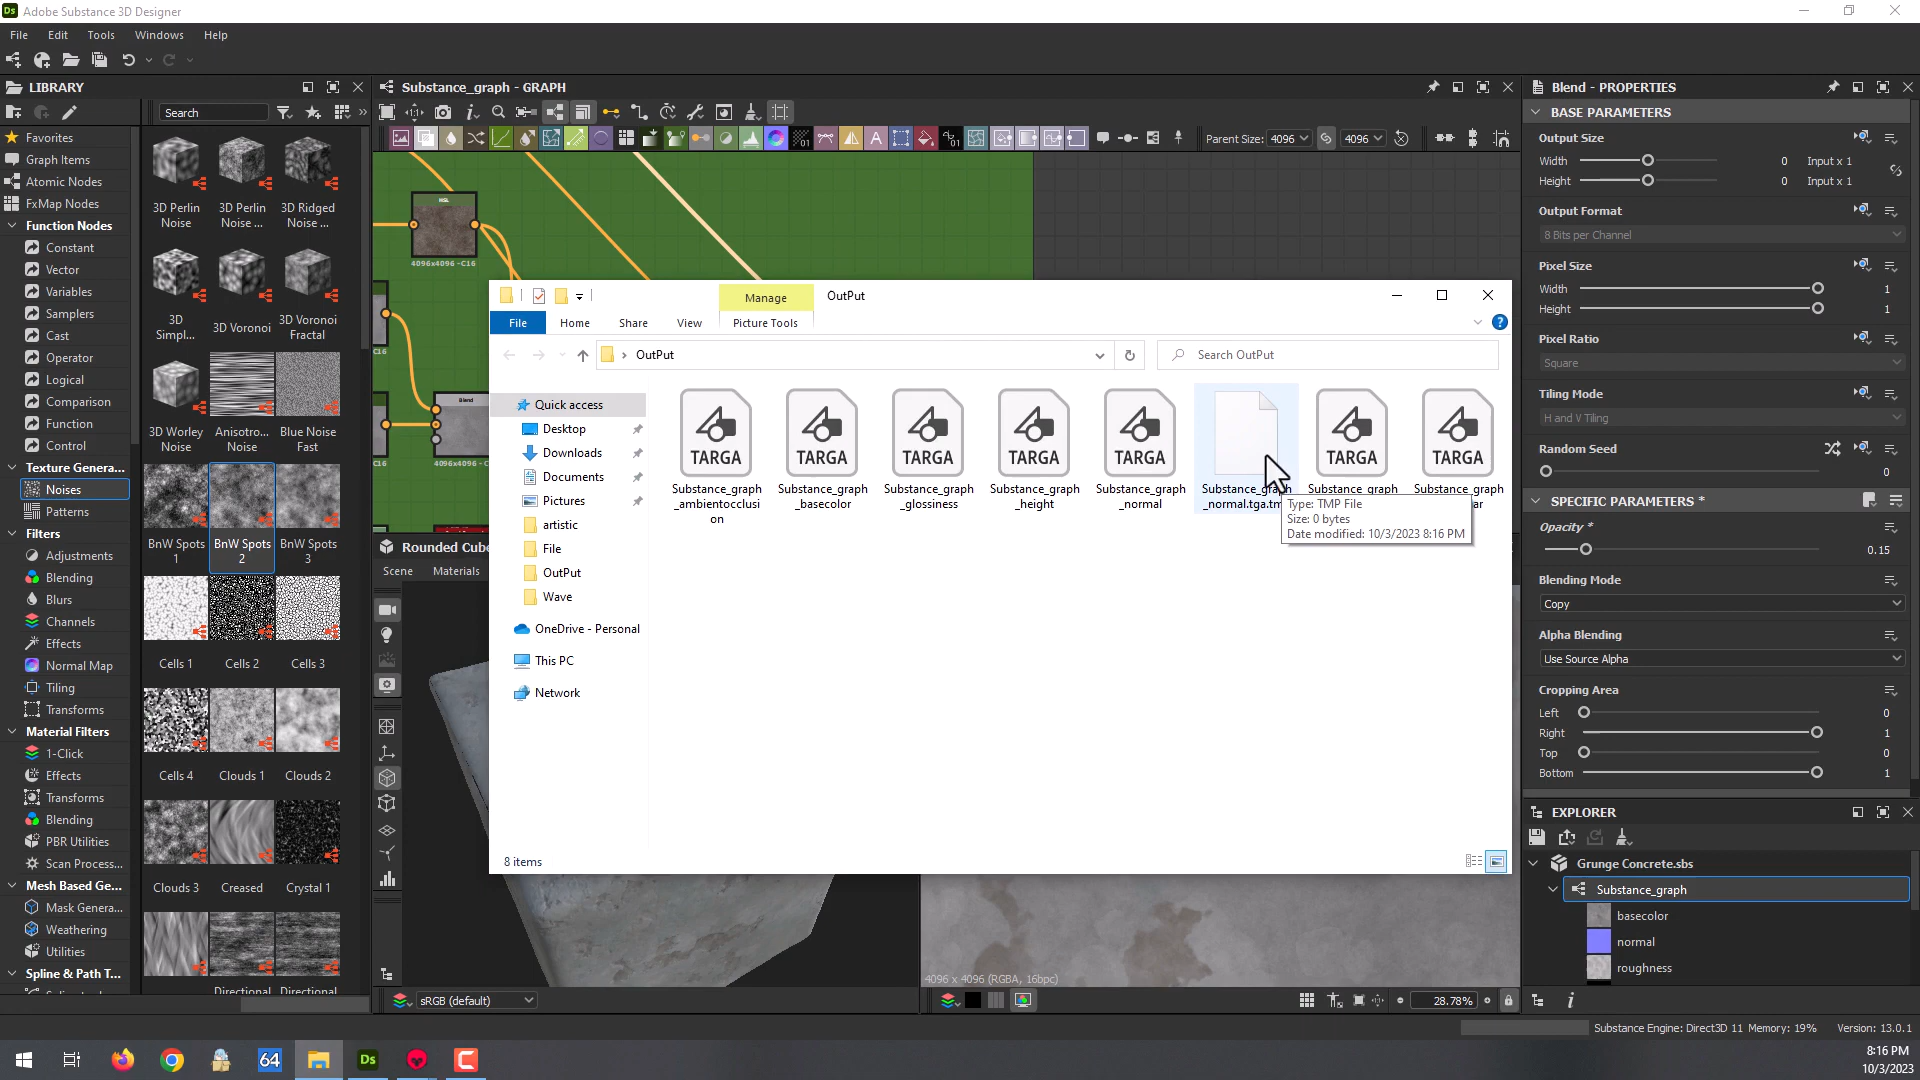 Adobe Substance 3D Designer
File Edit Tools Windows Help
LIBRARY
Search
Favorites
Graph Items
Atomic Nodes
FxMap Nodes
Function Nodes
Constant
Vector
Variables
Samplers
Cast
Operator
Logical
Comparison
Function
Control
Texture Genera...
Noises
Patterns
Filters
Adjustments
Blending
Blurs
Channels
Effects
Normal Map
Tiling
Transforms
Material Filters
1-Click
Effects
Transforms
Blending
PBR Utilities
Scan Process...
Mesh Based Ge...
Mask Genera...
Weathering
Utilities
Spline & Path T...
3D Perlin Noise
3D Perlin Noise ...
3D Ridged Noise ...
3D Simpl...
3D Voronoi
3D Voronoi Fractal
3D Worley Noise
Anisotro... Noise
Blue Noise Fast
BnW Spots 1
BnW Spots 2
BnW Spots 3
Cells 1
Cells 2
Cells 3
Cells 4
Clouds 1
Clouds 2
Clouds 3
Creased
Crystal 1
Directional
Directional
Substance_graph - GRAPH
Parent Size: 4096
4096
HSL
4096x4096 -C16
C16
Blend
C16
4096x4096 -C
Rounded Cube
Scene Materials
sRGB (default)
OutPut
Manage
File Home Share View Picture Tools
OutPut
Search OutPut
Quick access
Desktop
Downloads
Documents
Pictures
artistic
File
OutPut
Wave
OneDrive - Personal
This PC
Network
TARGA
Substance_graph
_ambientocclusi
on
TARGA
Substance_graph
_basecolor
TARGA
Substance_graph
_glossiness
TARGA
Substance_graph
_height
TARGA
Substance_graph
_normal
Substance_graph
_normal.tga.tm
TARGA
Substance_graph
TARGA
Substance_graph
ar
Type: TMP File
Size: 0 bytes
Date modified: 10/3/2023 8:16 PM
8 items
4096 x 4096 (RGBA, 16bpc)
28.78%
Blend - PROPERTIES
BASE PARAMETERS
Output Size
Width 0 Input x 1
Height 0 Input x 1
Output Format
8 Bits per Channel
Pixel Size
Width 1
Height 1
Pixel Ratio
Square
Tiling Mode
H and V Tiling
Random Seed
0
SPECIFIC PARAMETERS *
Opacity *
0.15
Blending Mode
Copy
Alpha Blending
Use Source Alpha
Cropping Area
Left 0
Right 1
Top 0
Bottom 1
EXPLORER
Grunge Concrete.sbs
Substance_graph
basecolor
normal
roughness
Substance Engine: Direct3D 11 Memory: 19% Version: 13.0.1
64
Ds
8:16 PM
10/3/2023